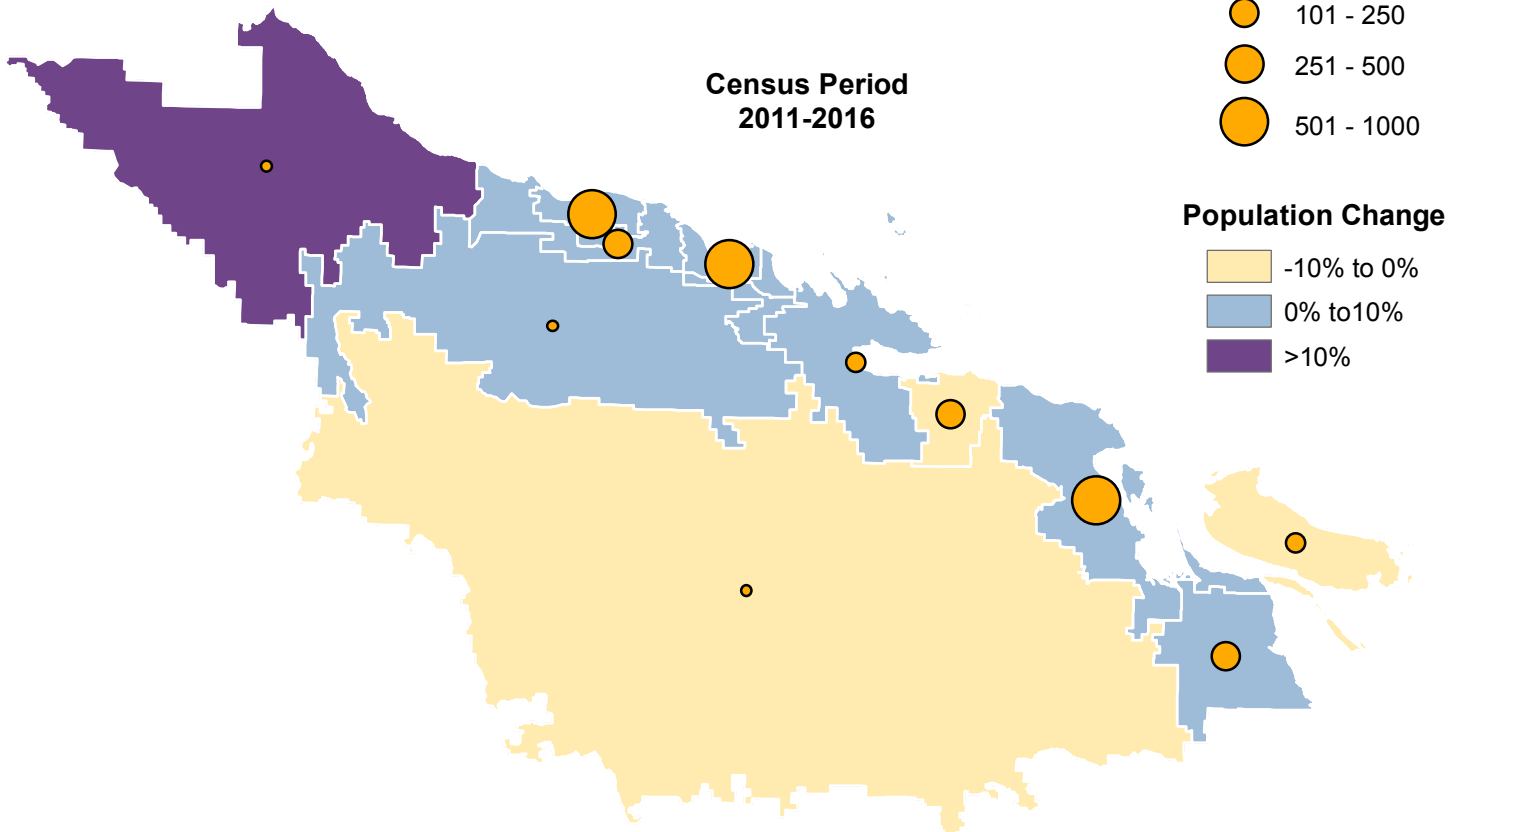 101 - 250
251 - 500
501 - 1000
Census Period
2011-2016
Population Change
-10% to 0%
0% to10%
>10%